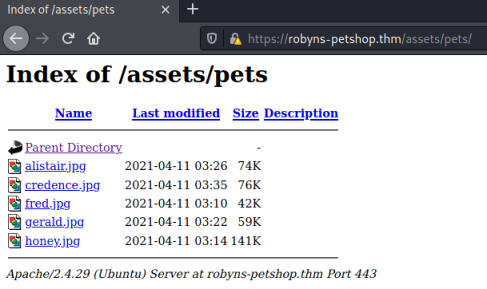 Index of /assets/pets
https://robyns-petshop.thm/assets/pets/
Index of /assets/pets
Name Last modified Size Description
Parent Directory -
alistair.jpg 2021-04-11 03:26 74K
credence.jpg 2021-04-11 03:35 76K
fred.jpg 2021-04-11 03:10 42K
gerald.jpg 2021-04-11 03:22 59K
honey.jpg 2021-04-11 03:14 141K
Apache/2.4.29 (Ubuntu) Server at robyns-petshop.thm Port 443